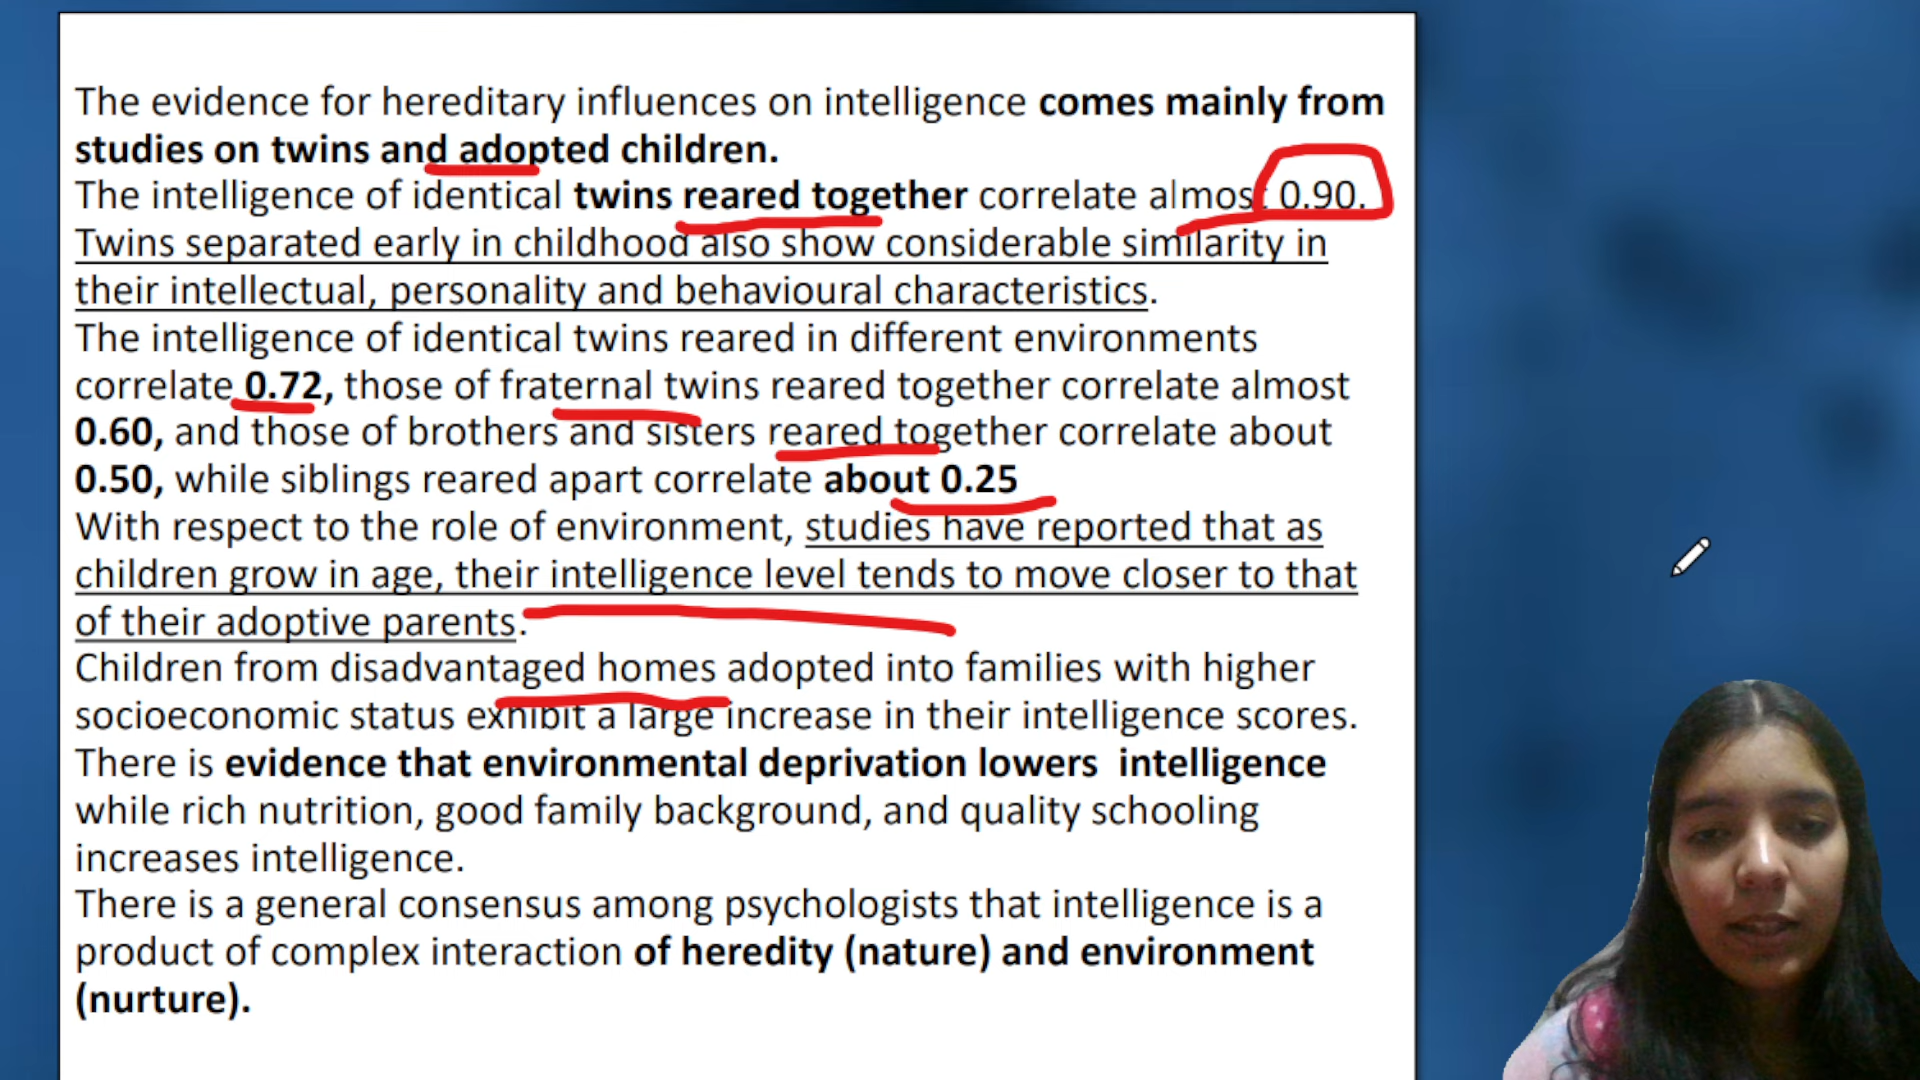 The evidence for hereditary influences on intelligence comes mainly from
studies on twins and adopted children.
The intelligence of identical twins reared together correlate almost 0.90.
Twins separated early in childhood also show considerable similarity in
their intellectual, personality and behavioural characteristics.
The intelligence of identical twins reared in different environments
correlate 0.72, those of fraternal twins reared together correlate almost
0.60, and those of brothers and sisters reared together correlate about
0.50, while siblings reared apart correlate about 0.25
With respect to the role of environment, studies have reported that as
children grow in age, their intelligence level tends to move closer to that
of their adoptive parents.
Children from disadvantaged homes adopted into families with higher
socioeconomic status exhibit a large increase in their intelligence scores.
There is evidence that environmental deprivation lowers  intelligence
while rich nutrition, good family background, and quality schooling
increases intelligence.
There is a general consensus among psychologists that intelligence is a
product of complex interaction of heredity (nature) and environment
(nurture).